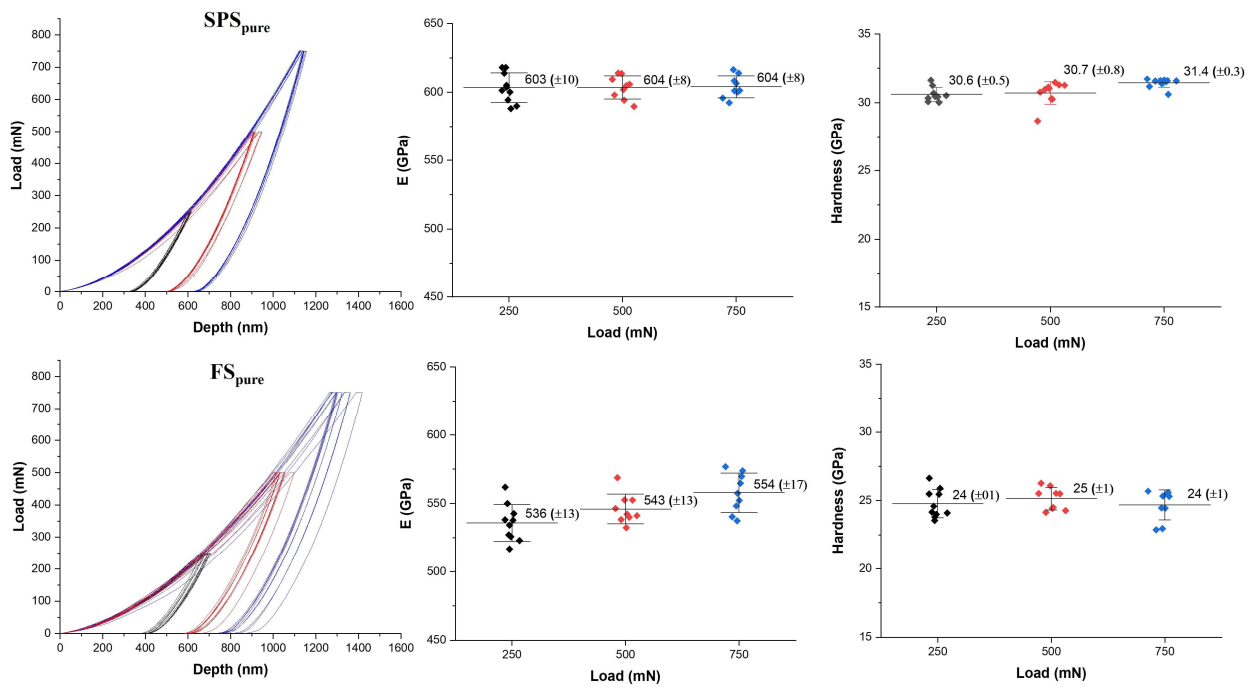 SPSpure
Load (mN)
800
700
600
500
400
300
200
100
0
0 200 400 600 800 1000 1200 1400 1600
Depth (nm)
E (GPa)
650
600
550
500
450
603 (±10)
604 (±8)
604 (±8)
250 500 750
Load (mN)
Hardness (GPa)
35
30
25
20
15
30.6 (±0.5)
30.7 (±0.8)
31.4 (±0.3)
250 500 750
Load (mN)
FSpure
Load (mN)
800
700
600
500
400
300
200
100
0
0 200 400 600 800 1000 1200 1400 1600
Depth (nm)
E (GPa)
650
600
550
500
450
536 (±13)
543 (±13)
554 (±17)
250 500 750
Load (mN)
Hardness (GPa)
35
30
25
20
15
24 (±01)
25 (±1)
24 (±1)
250 500 750
Load (mN)